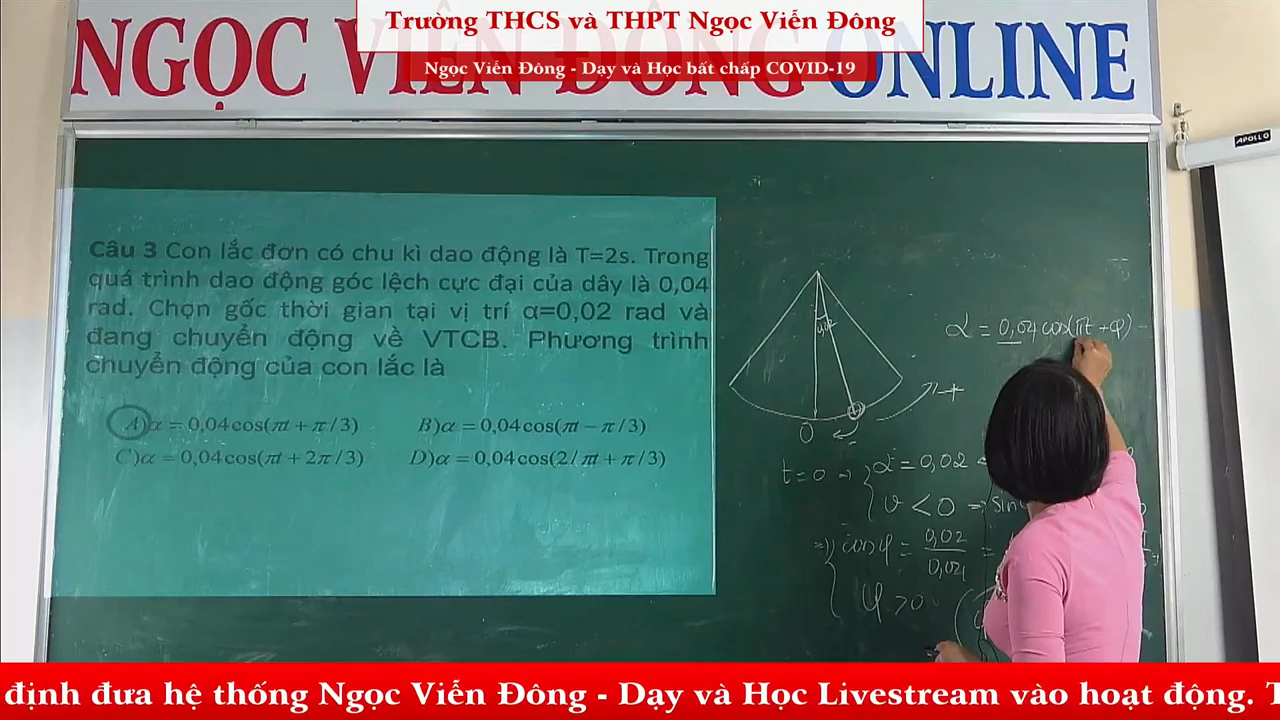 Trường THCS và THPT Ngọc Viễn Đông
NGỌC VIỄN ĐÔNG ONLINE
Ngọc Viễn Đông - Dạy và Học bất chấp COVID-19
APOLLO
Câu 3 Con lắc đơn có chu kì dao động là T=2s. Trong
quá trình dao động góc lệch cực đại của dây là 0,04
rad. Chọn gốc thời gian tại vị trí α=0,02 rad và
đang chuyển động về VTCB. Phương trình
chuyển động của con lắc là
A)α = 0,04cos(πt + π/3) B)α = 0,04cos(πt − π/3)
C)α = 0,04cos(πt + 2π/3) D)α = 0,04cos(2/πt + π/3)
α = 0,04 cos(πt + φ)
+
O
t = 0 → α = 0,02
v < 0 ⇒ Sin
⇒ cosφ = 0,02/0,04 =
φ > 0
định đưa hệ thống Ngọc Viễn Đông - Dạy và Học Livestream vào hoạt động. T